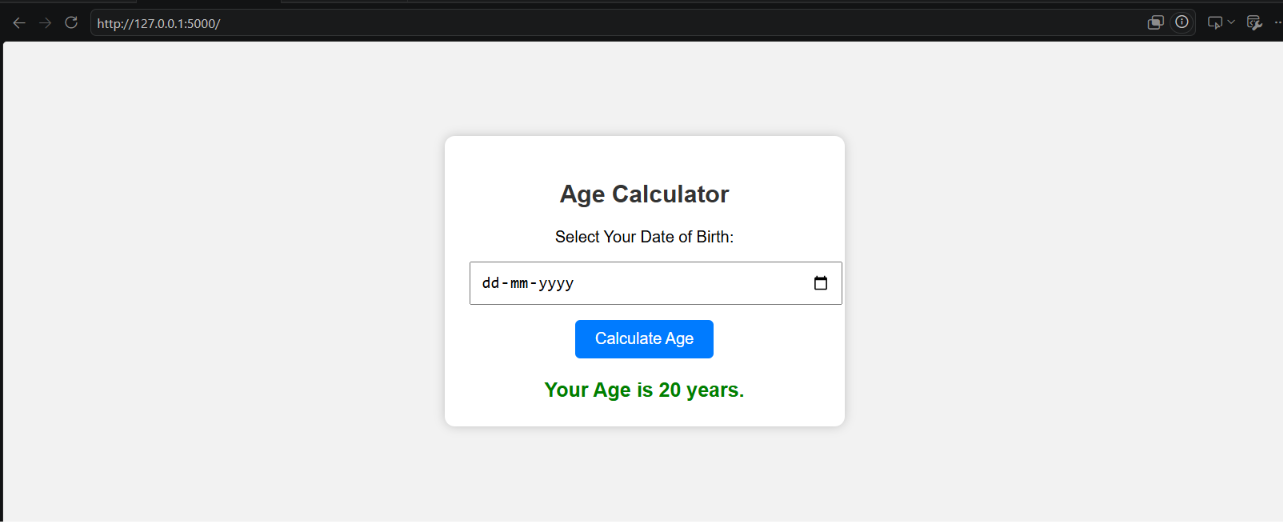 http://127.0.0.1:5000/
Age Calculator
Select Your Date of Birth:
dd-mm-yyyy
Calculate Age
Your Age is 20 years.